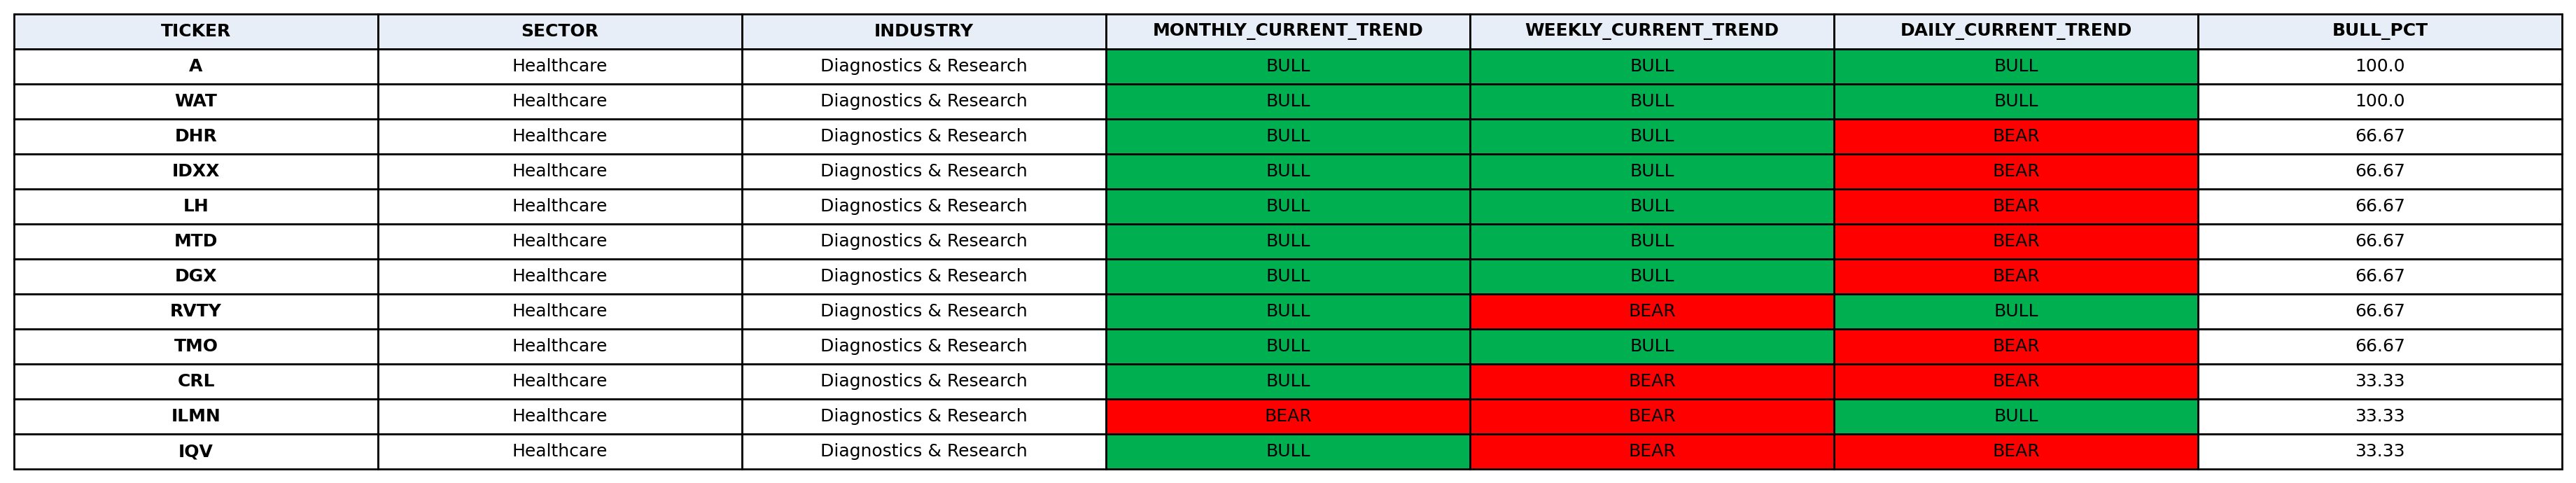 TICKER SECTOR INDUSTRY MONTHLY_CURRENT_TREND WEEKLY_CURRENT_TREND DAILY_CURRENT_TREND BULL_PCT
A Healthcare Diagnostics & Research BULL BULL BULL 100.0
WAT Healthcare Diagnostics & Research BULL BULL BULL 100.0
DHR Healthcare Diagnostics & Research BULL BULL BEAR 66.67
IDXX Healthcare Diagnostics & Research BULL BULL BEAR 66.67
LH Healthcare Diagnostics & Research BULL BULL BEAR 66.67
MTD Healthcare Diagnostics & Research BULL BULL BEAR 66.67
DGX Healthcare Diagnostics & Research BULL BULL BEAR 66.67
RVTY Healthcare Diagnostics & Research BULL BEAR BULL 66.67
TMO Healthcare Diagnostics & Research BULL BULL BEAR 66.67
CRL Healthcare Diagnostics & Research BULL BEAR BEAR 33.33
ILMN Healthcare Diagnostics & Research BEAR BEAR BULL 33.33
IQV Healthcare Diagnostics & Research BULL BEAR BEAR 33.33